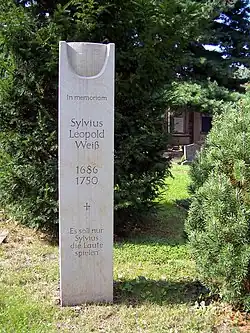 In memoriam
Sylvius
Leopold
Weiß
1686
1750
Es soll nur
Sylvius
die Laute
spielen